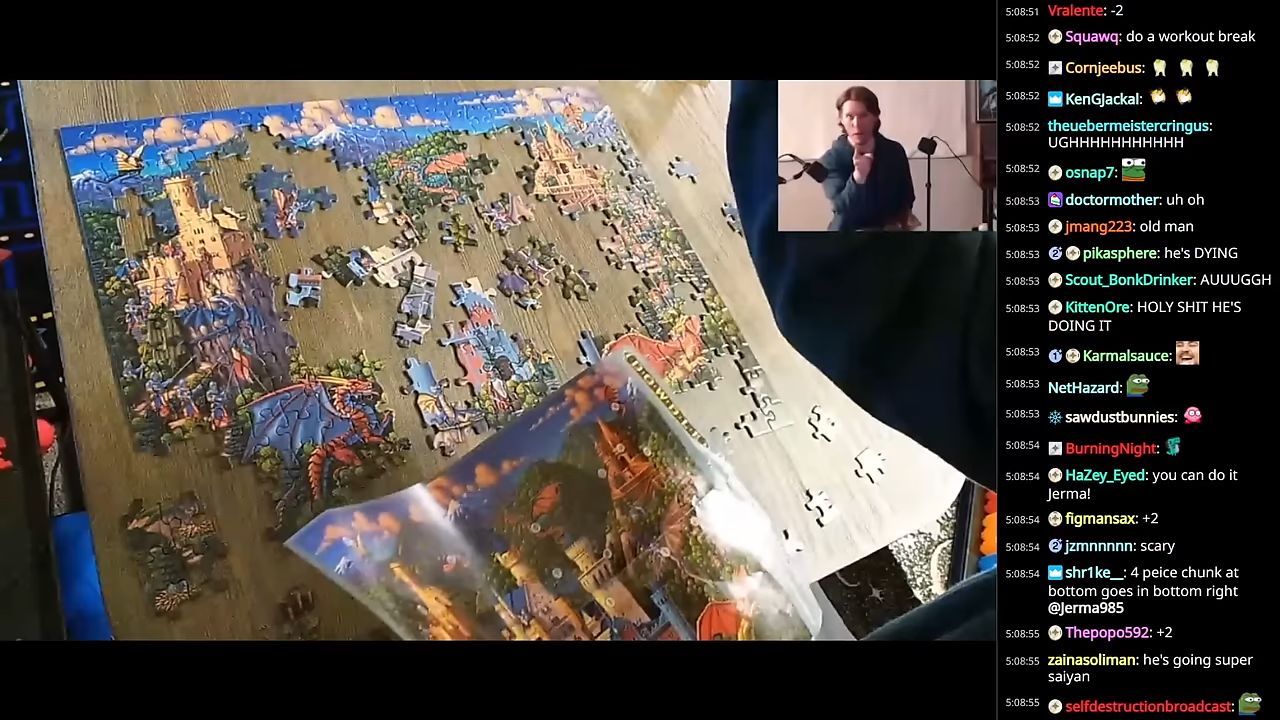 5:08:51 Vralente: -2
5:08:52 Squawq: do a workout break
5:08:52 Cornjeebus:
5:08:52 KenGJackal:
5:08:52 theuebermeistercringus:
UGHHHHHHHHHHH
5:08:52 osnap7:
5:08:53 doctormother: uh oh
5:08:53 jmang223: old man
5:08:53 2 pikasphere: he's DYING
5:08:53 Scout_BonkDrinker: AUUUGGH
5:08:53 KittenOre: HOLY SHIT HE'S
DOING IT
5:08:53 1 Karmalsauce:
5:08:53 NetHazard:
5:08:53 sawdustbunnies:
5:08:54 BurningNight:
5:08:54 HaZey_Eyed: you can do it
Jerma!
5:08:54 figmansax: +2
5:08:54 2 jzmnnnnn: scary
5:08:54 shr1ke__: 4 peice chunk at
bottom goes in bottom right
@Jerma985
5:08:55 Thepopo592: +2
5:08:55 zainasoliman: he's going super
saiyan
5:08:55 selfdestructionbroadcast: